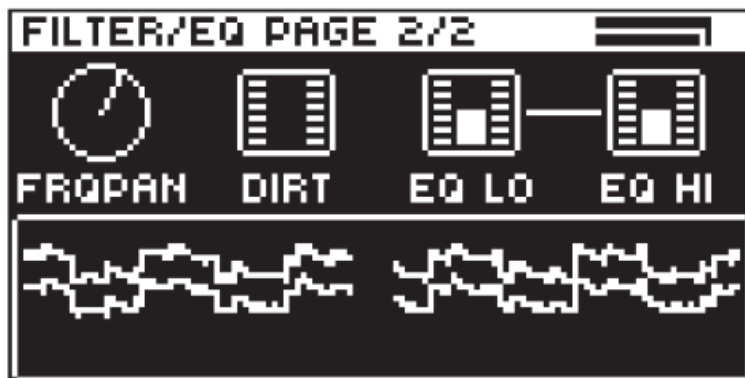 FILTER/EQ PAGE 2/2
FRQPAN DIRT EQ LO EQ HI